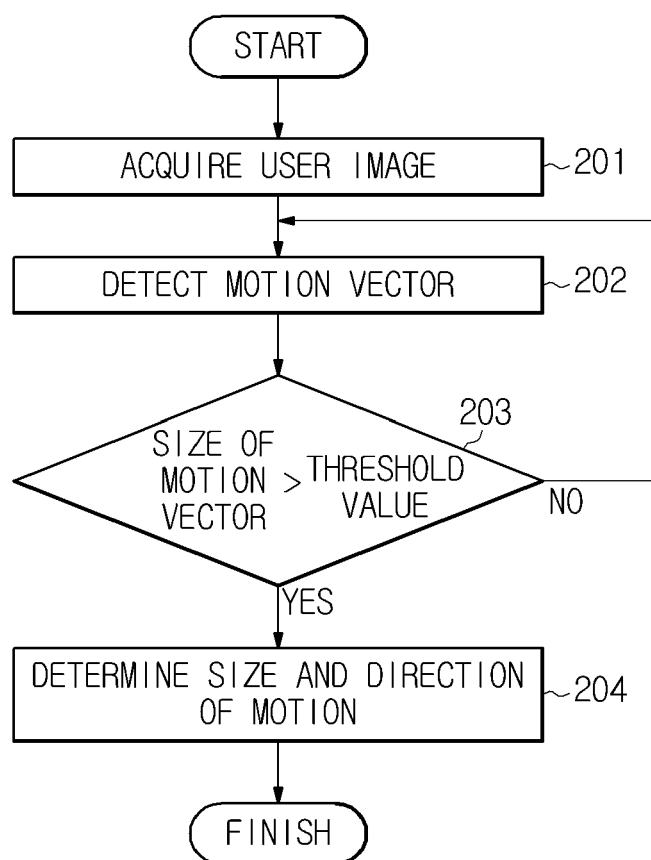 START
ACQUIRE USER IMAGE
201
DETECT MOTION VECTOR
202
203
SIZE OF
MOTION
VECTOR
>
THRESHOLD
VALUE
NO
YES
DETERMINE SIZE AND DIRECTION
OF MOTION
204
FINISH